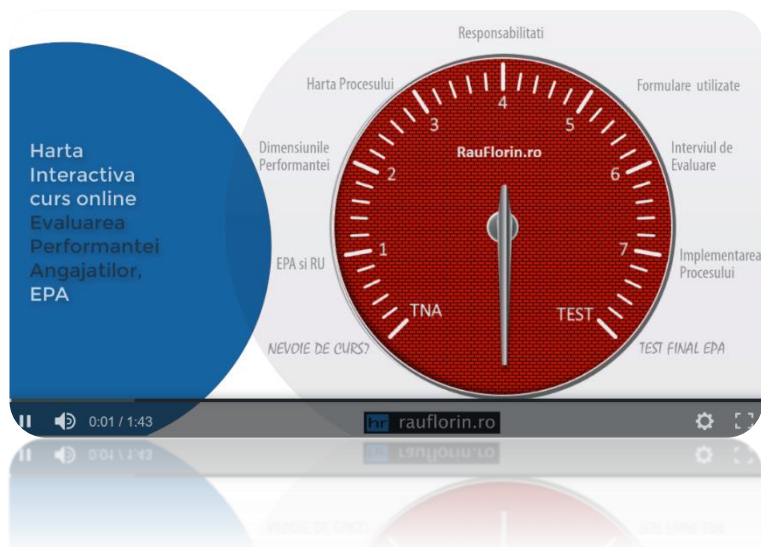 Harta
Interactiva
curs online
Evaluarea
Performantei
Angajatilor,
EPA
Responsabilitati
Harta Procesului
Formulare utilizate
Dimensiunile
Performantei
Interviul de
Evaluare
EPA si RU
Implementarea
Procesului
NEVOIE DE CURS?
TEST FINAL EPA
RauFlorin.ro
TNA
1
2
3
4
5
6
7
TEST
0:01 / 1:43
hr rauflorin.ro